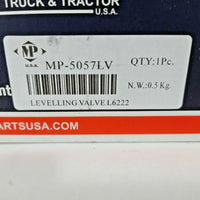 TRUCK & TRACTOR
U.S.A.
MP
U.S.A.
MP-5057LV
QTY:1Pc.
N.W.:0.5 Kg.
LEVELLING VALVE L6222
ARTSUSA.COM